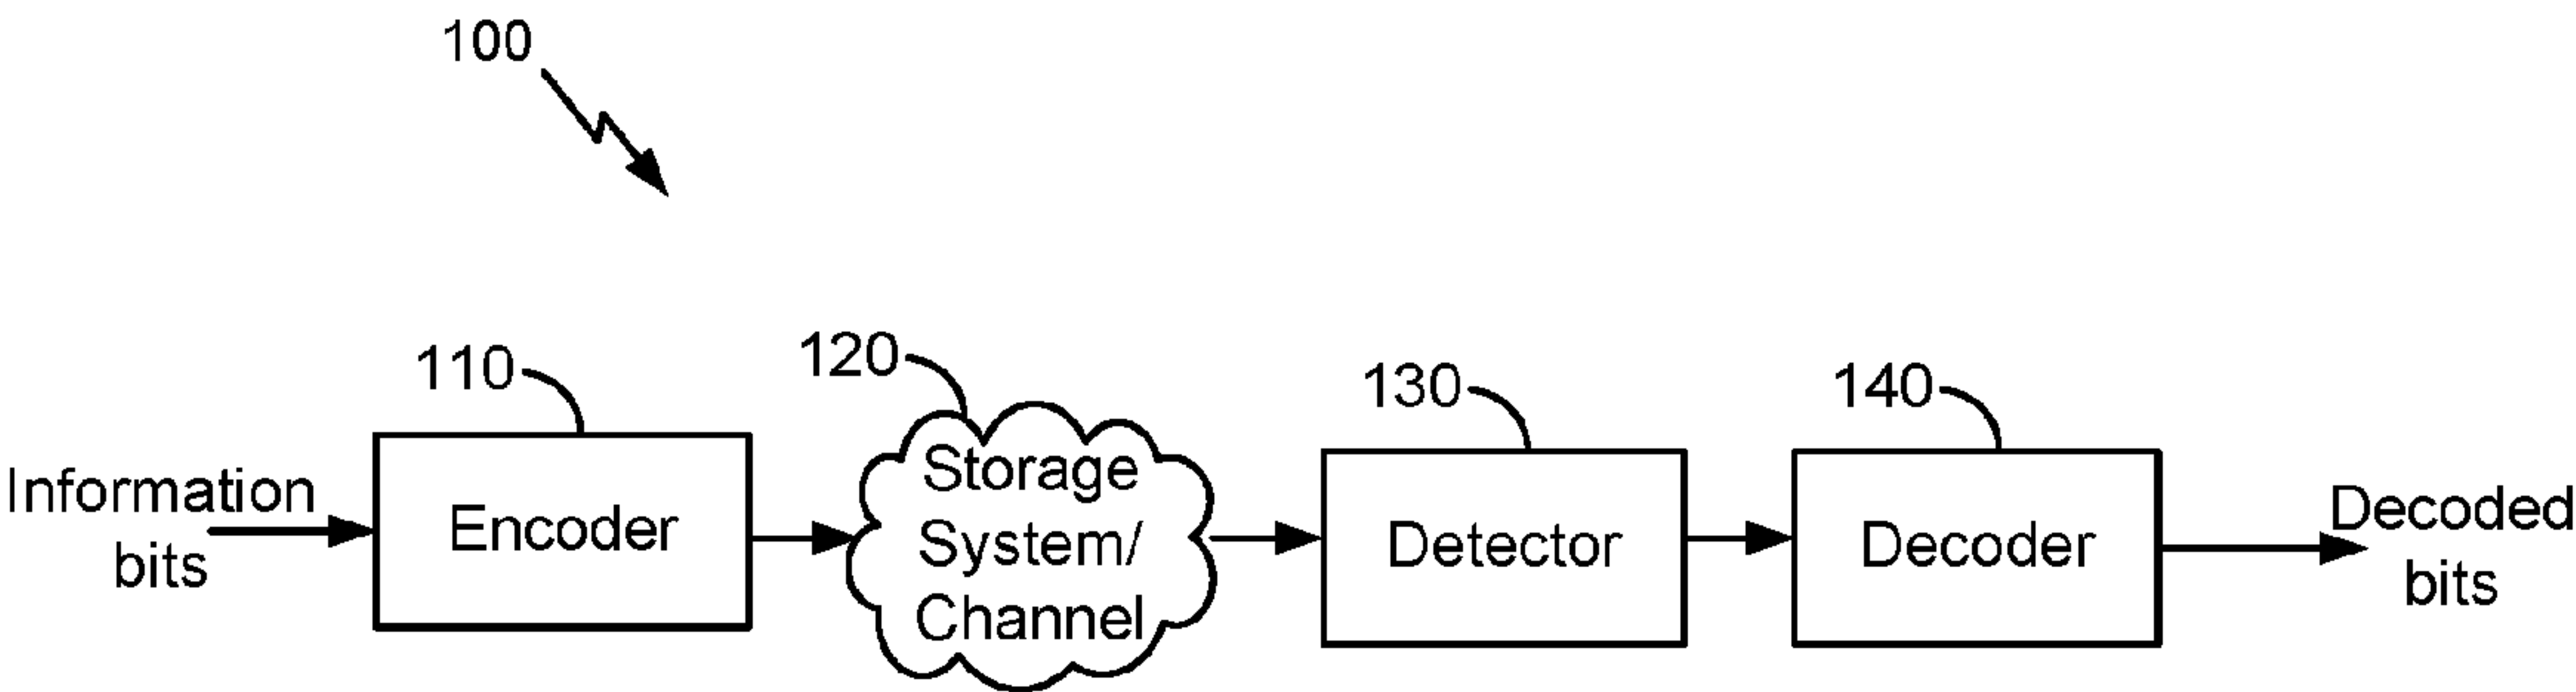 100
110
120
130
140
Information
bits
Encoder
Storage
System/
Channel
Detector
Decoder
Decoded
bits